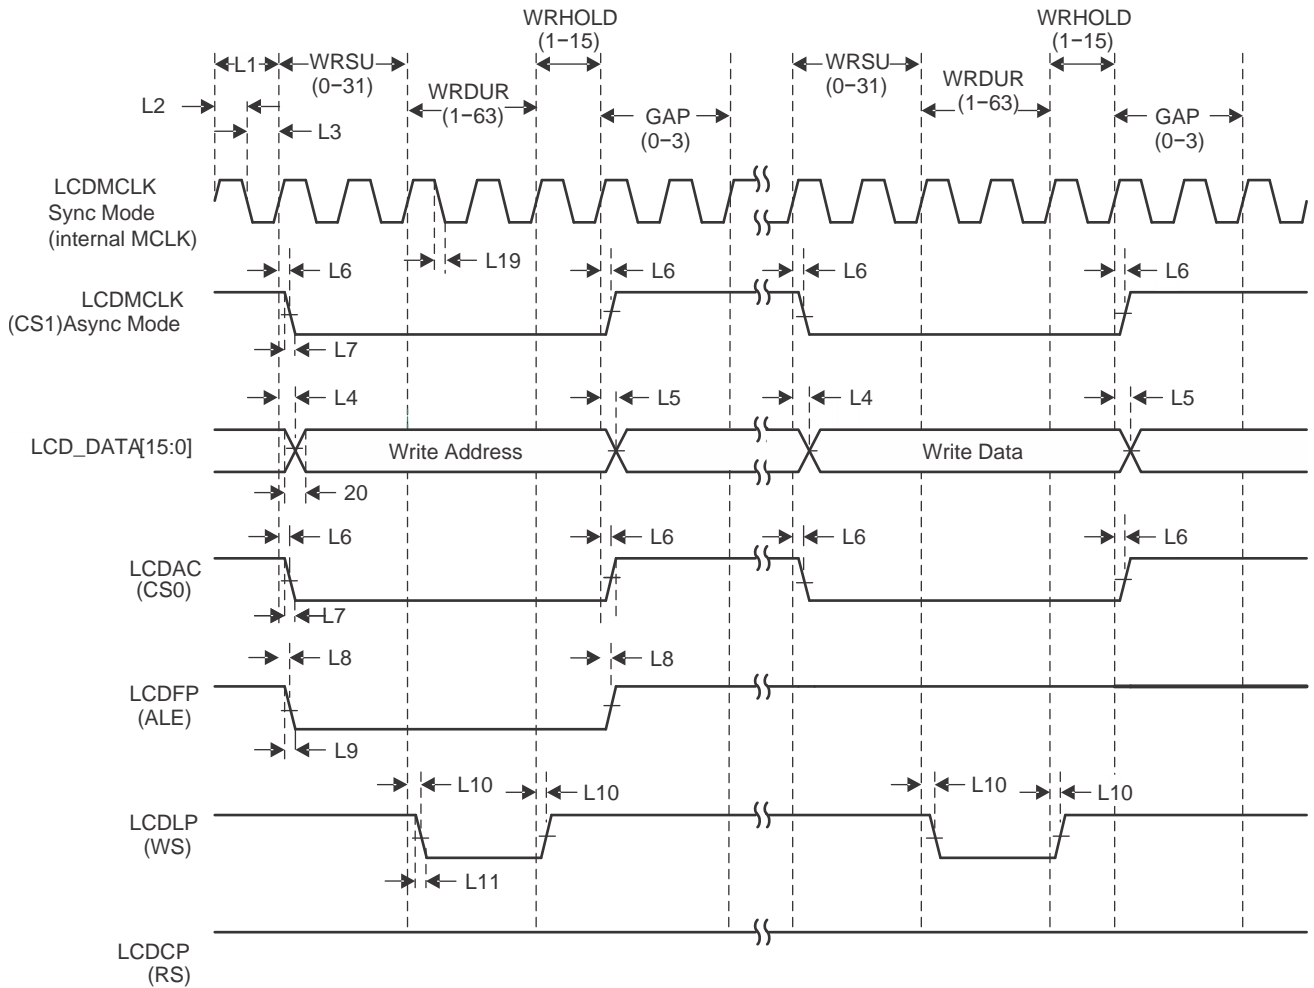 WRHOLD
(1−15)
WRHOLD
(1−15)
L1
WRSU
(0−31)
WRSU
(0−31)
WRDUR
(1−63)
WRDUR
(1−63)
L2
GAP
(0−3)
GAP
(0−3)
L3
LCDMCLK
Sync Mode
(internal MCLK)
L19
L6
L6
L6
L6
LCDMCLK
(CS1)Async Mode
L7
L4
L5
L4
L5
LCD_DATA[15:0]
Write Address
Write Data
20
L6
L6
L6
L6
LCDAC
(CS0)
L7
L8
L8
LCDFP
(ALE)
L9
L10
L10
L10
L10
LCDLP
(WS)
L11
LCDCP
(RS)